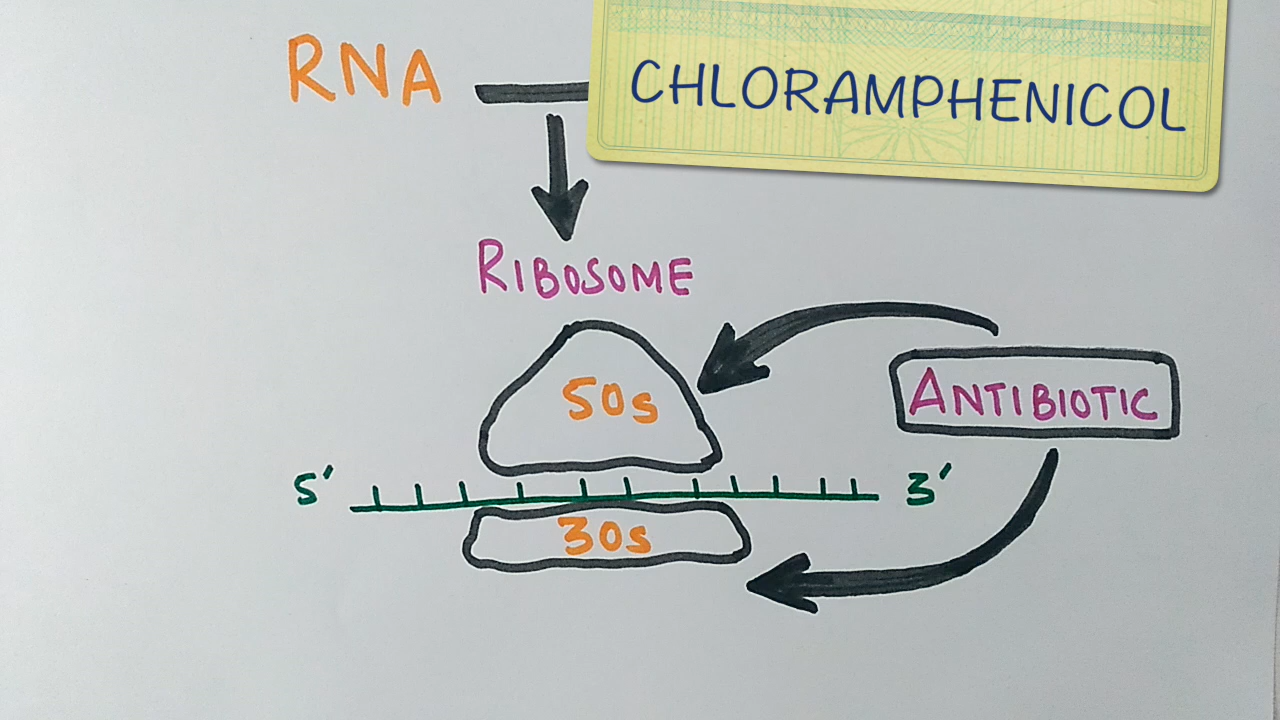 RNA
CHLORAMPHENICOL
RIBOSOME
50s
ANTIBIOTIC
5' 3'
30s